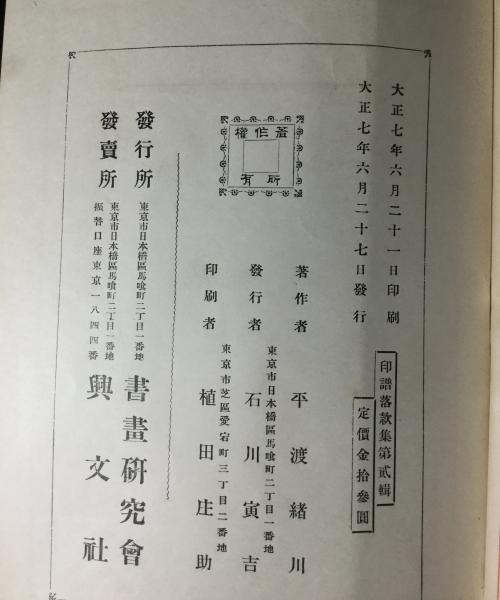 大正七年六月二十一日印刷
大正七年六月二十七日發行
印譜落款集第貳輯
定價金拾參圓
著作權
所有
著作者 平渡緒川
東京市日本橋區馬喰町二丁目一番地
發行者 石川寅吉
東京市芝區愛宕町三丁目二番地
印刷者 植田庄助
發行所 東京市日本橋區馬喰町二丁目一番地 書畫硏究會
發賣所 東京市日本橋區馬喰町二丁目一番地 振替口座東京一八四四番 興文社